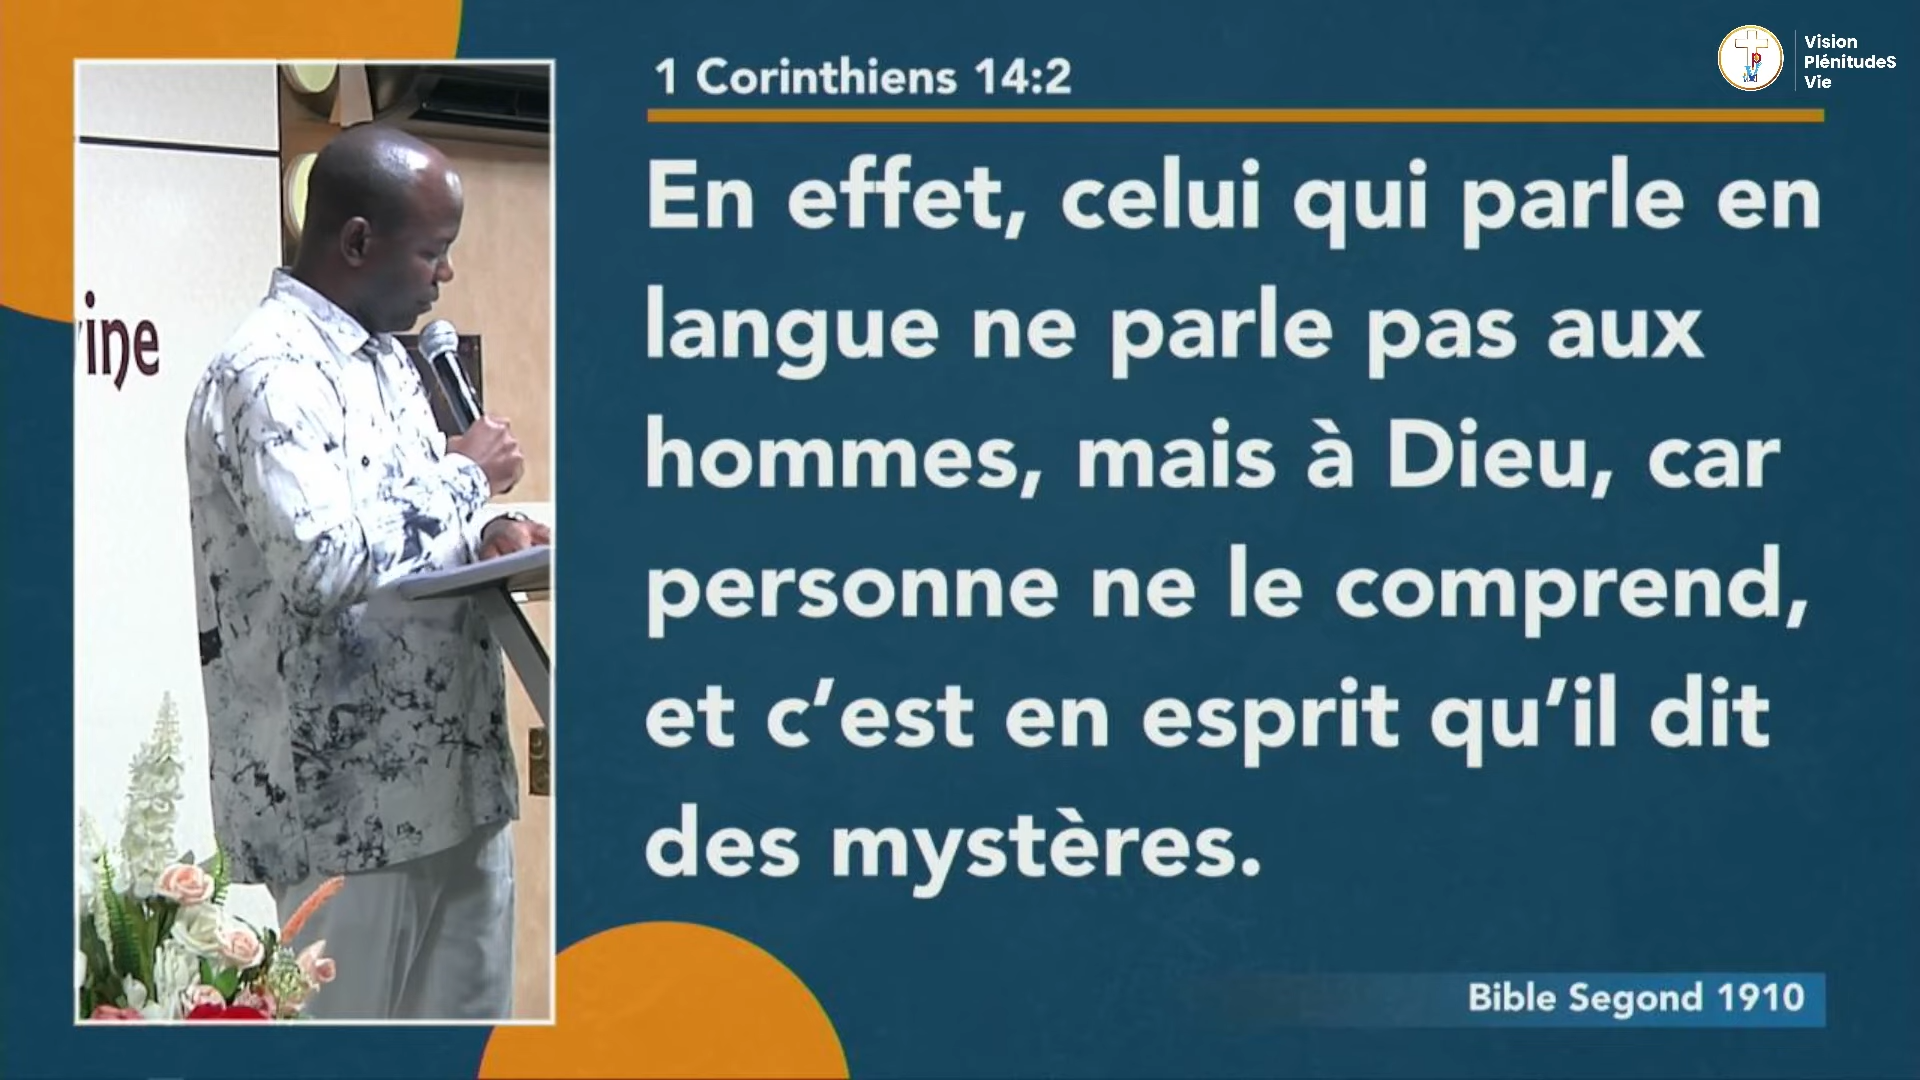 1 Corinthiens 14:2
En effet, celui qui parle en
langue ne parle pas aux
hommes, mais à Dieu, car
personne ne le comprend,
et c’est en esprit qu’il dit
des mystères.
Bible Segond 1910
Vision
PlénitudeS
Vie